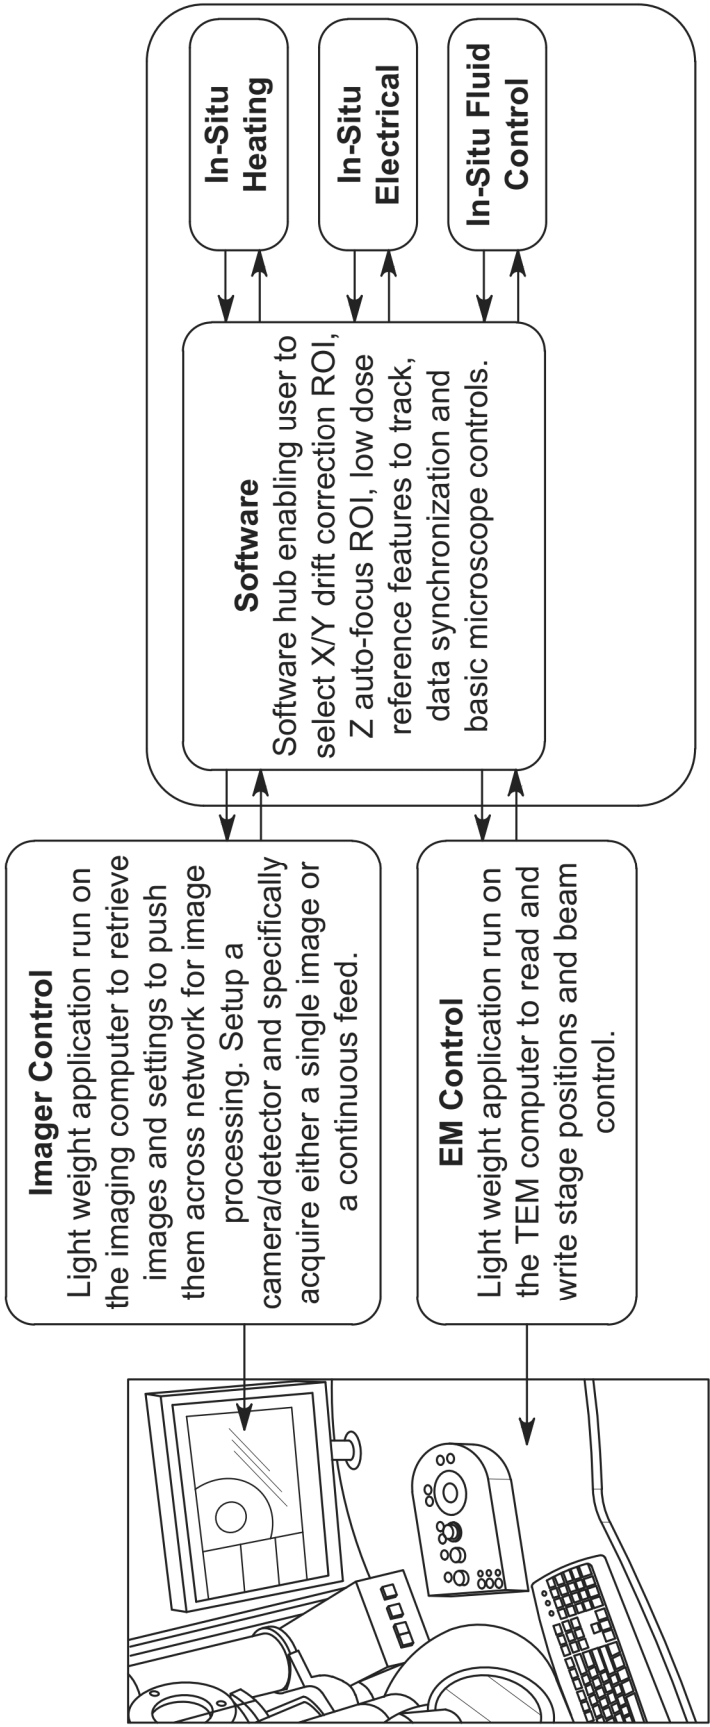 Imager Control
Light weight application run on
the imaging computer to retrieve
images and settings to push
them across network for image
processing. Setup a
camera/detector and specifically
acquire either a single image or
a continuous feed.
EM Control
Light weight application run on
the TEM computer to read and
write stage positions and beam
control.
Software
Software hub enabling user to
select X/Y drift correction ROI,
Z auto-focus ROI, low dose
reference features to track,
data synchronization and
basic microscope controls.
In-Situ
Heating
In-Situ
Electrical
In-Situ Fluid
Control